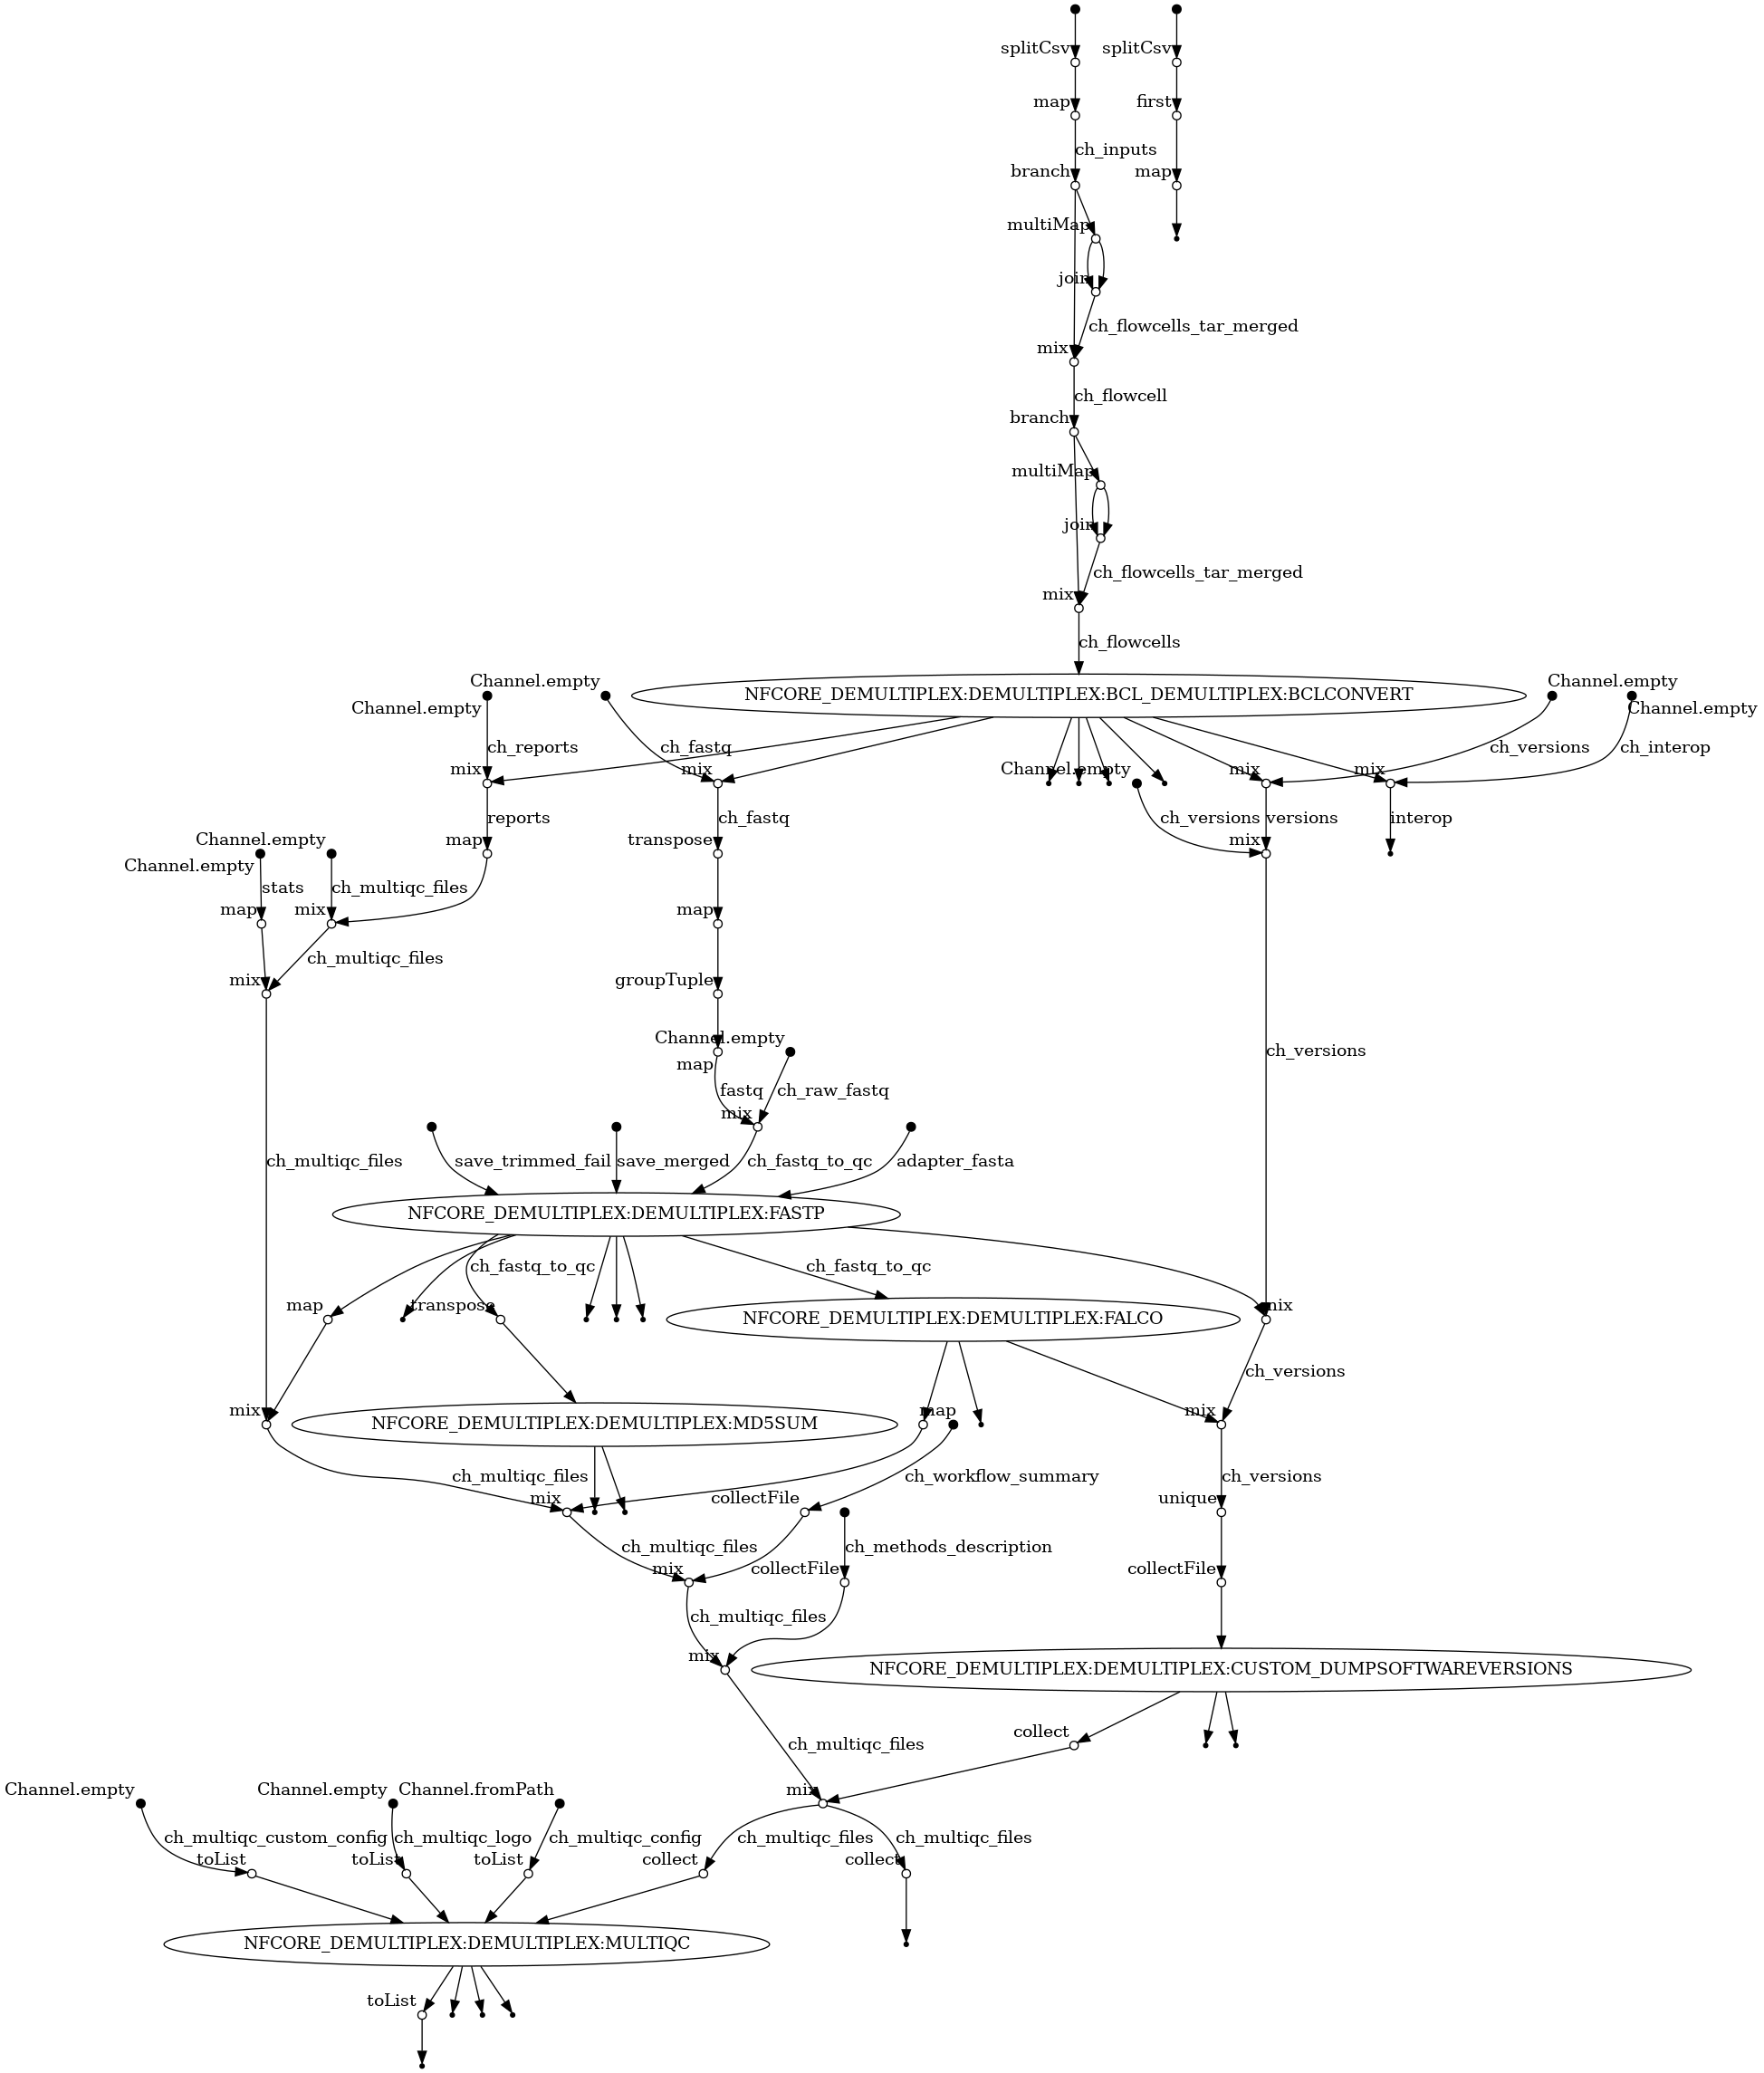 splitCsv splitCsv
map first
ch_inputs
branch map
multiMap
join
ch_flowcells_tar_merged
mix
ch_flowcell
branch
multiMap
join
ch_flowcells_tar_merged
mix
ch_flowcells
Channel.empty Channel.empty
NFCORE_DEMULTIPLEX:DEMULTIPLEX:BCL_DEMULTIPLEX:BCLCONVERT
Channel.empty Channel.empty
ch_reports ch_fastq ch_versions ch_interop
mix mix Channel.empty mix mix
reports ch_fastq ch_versions versions interop
Channel.empty map transpose mix
Channel.empty
stats ch_multiqc_files
map mix map
ch_multiqc_files
mix groupTuple
Channel.empty
ch_versions
map
fastq ch_raw_fastq
mix
ch_multiqc_files save_trimmed_fail save_merged ch_fastq_to_qc adapter_fasta
NFCORE_DEMULTIPLEX:DEMULTIPLEX:FASTP
ch_fastq_to_qc ch_fastq_to_qc
map transpose mix
NFCORE_DEMULTIPLEX:DEMULTIPLEX:FALCO
ch_versions
mix map mix
NFCORE_DEMULTIPLEX:DEMULTIPLEX:MD5SUM
ch_multiqc_files ch_workflow_summary ch_versions
mix collectFile unique
ch_multiqc_files ch_methods_description
mix collectFile collectFile
ch_multiqc_files
mix
NFCORE_DEMULTIPLEX:DEMULTIPLEX:CUSTOM_DUMPSOFTWAREVERSIONS
collect
ch_multiqc_files
Channel.empty Channel.empty Channel.fromPath mix
ch_multiqc_custom_config ch_multiqc_logo ch_multiqc_config ch_multiqc_files ch_multiqc_files
toList toList toList collect collect
NFCORE_DEMULTIPLEX:DEMULTIPLEX:MULTIQC
toList